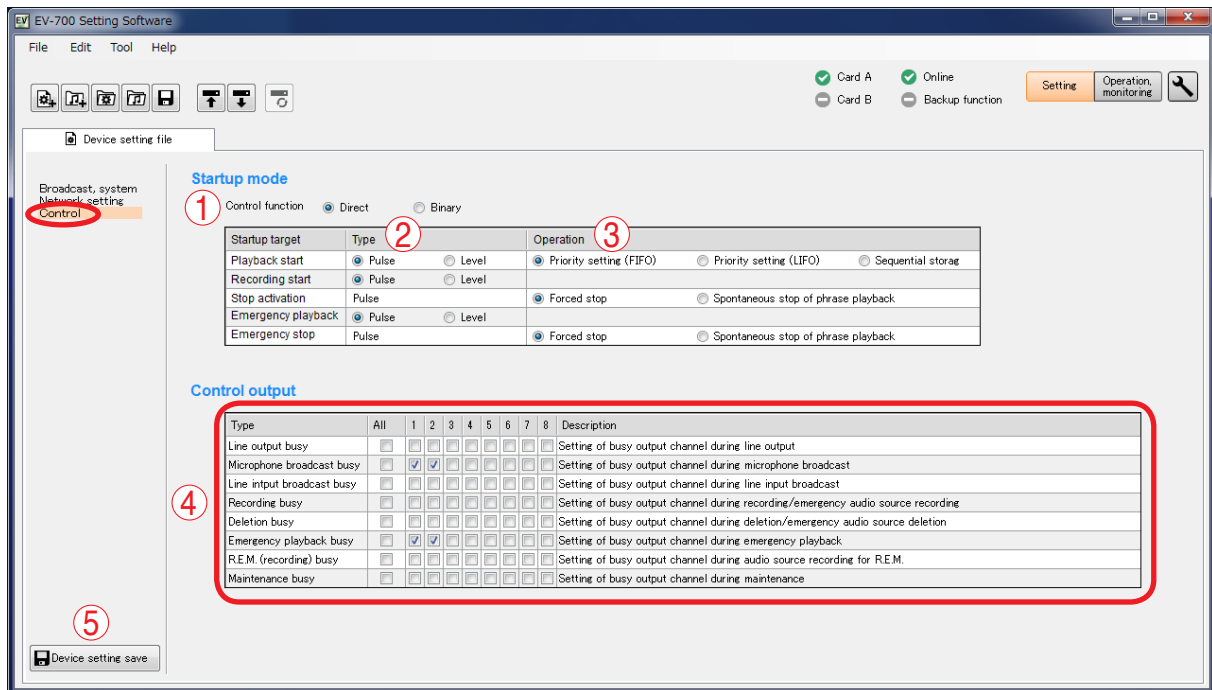 EV EV-700 Setting Software
File Edit Tool Help
Card A Online
Card B Backup function
Setting Operation, monitoring
Device setting file
Broadcast, system
Network setting
Control
Startup mode
① Control function Direct Binary
Startup target Type ② Operation ③
Playback start Pulse Level Priority setting (FIFO) Priority setting (LIFO) Sequential storag
Recording start Pulse Level
Stop activation Pulse Forced stop Spontaneous stop of phrase playback
Emergency playback Pulse Level
Emergency stop Pulse Forced stop Spontaneous stop of phrase playback
Control output
④
Type All 1 2 3 4 5 6 7 8 Description
Line output busy Setting of busy output channel during line output
Microphone broadcast busy Setting of busy output channel during microphone broadcast
Line intput broadcast busy Setting of busy output channel during line input broadcast
Recording busy Setting of busy output channel during recording/emergency audio source recording
Deletion busy Setting of busy output channel during deletion/emergency audio source deletion
Emergency playback busy Setting of busy output channel during emergency playback
R.E.M. (recording) busy Setting of busy output channel during audio source recording for R.E.M.
Maintenance busy Setting of busy output channel during maintenance
⑤
Device setting save